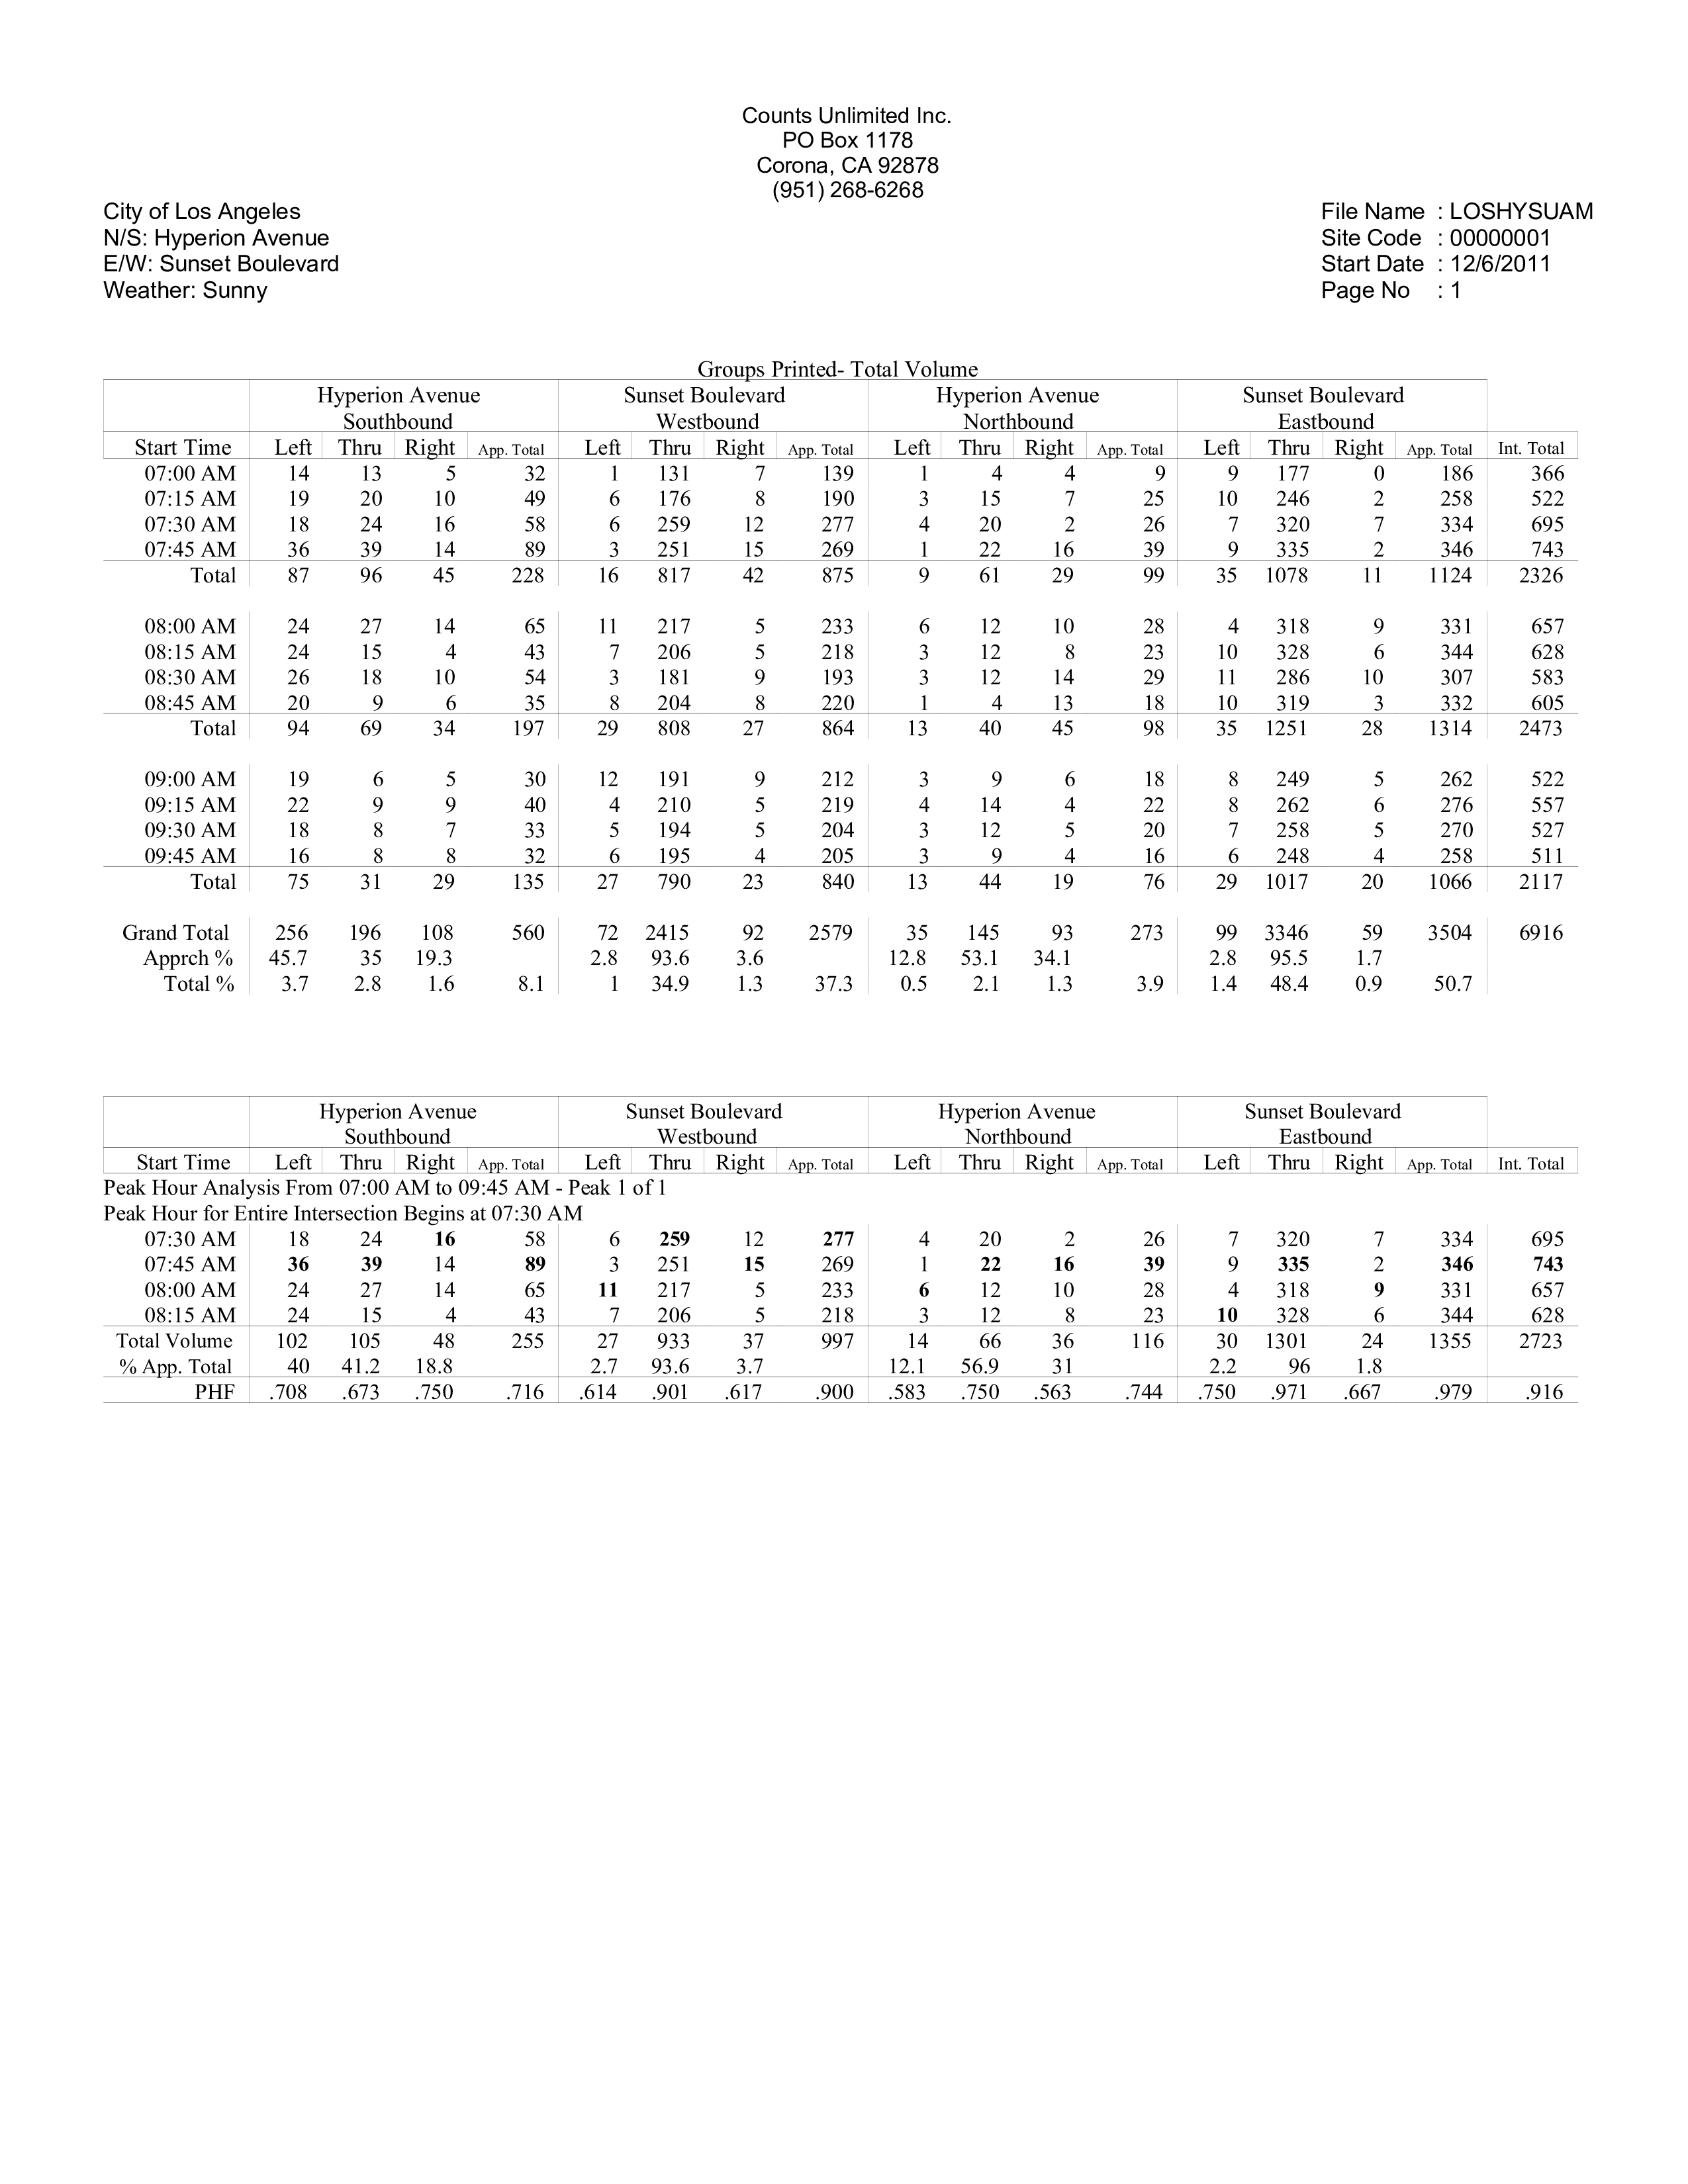 Counts Unlimited Inc.
PO Box 1178
Corona, CA 92878
(951) 268-6268
City of Los Angeles
N/S: Hyperion Avenue
E/W: Sunset Boulevard
Weather: Sunny
File Name : LOSHYSUAM
Site Code : 00000001
Start Date : 12/6/2011
Page No : 1
Groups Printed- Total Volume
Hyperion Avenue Sunset Boulevard Hyperion Avenue Sunset Boulevard
Southbound Westbound Northbound Eastbound
Start Time Left Thru Right App. Total Left Thru Right App. Total Left Thru Right App. Total Left Thru Right App. Total Int. Total
07:00 AM 14 13 5 32 1 131 7 139 1 4 4 9 9 177 0 186 366
07:15 AM 19 20 10 49 6 176 8 190 3 15 7 25 10 246 2 258 522
07:30 AM 18 24 16 58 6 259 12 277 4 20 2 26 7 320 7 334 695
07:45 AM 36 39 14 89 3 251 15 269 1 22 16 39 9 335 2 346 743
Total 87 96 45 228 16 817 42 875 9 61 29 99 35 1078 11 1124 2326
08:00 AM 24 27 14 65 11 217 5 233 6 12 10 28 4 318 9 331 657
08:15 AM 24 15 4 43 7 206 5 218 3 12 8 23 10 328 6 344 628
08:30 AM 26 18 10 54 3 181 9 193 3 12 14 29 11 286 10 307 583
08:45 AM 20 9 6 35 8 204 8 220 1 4 13 18 10 319 3 332 605
Total 94 69 34 197 29 808 27 864 13 40 45 98 35 1251 28 1314 2473
09:00 AM 19 6 5 30 12 191 9 212 3 9 6 18 8 249 5 262 522
09:15 AM 22 9 9 40 4 210 5 219 4 14 4 22 8 262 6 276 557
09:30 AM 18 8 7 33 5 194 5 204 3 12 5 20 7 258 5 270 527
09:45 AM 16 8 8 32 6 195 4 205 3 9 4 16 6 248 4 258 511
Total 75 31 29 135 27 790 23 840 13 44 19 76 29 1017 20 1066 2117
Grand Total 256 196 108 560 72 2415 92 2579 35 145 93 273 99 3346 59 3504 6916
Apprch % 45.7 35 19.3 2.8 93.6 3.6 12.8 53.1 34.1 2.8 95.5 1.7
Total % 3.7 2.8 1.6 8.1 1 34.9 1.3 37.3 0.5 2.1 1.3 3.9 1.4 48.4 0.9 50.7
Hyperion Avenue Sunset Boulevard Hyperion Avenue Sunset Boulevard
Southbound Westbound Northbound Eastbound
Start Time Left Thru Right App. Total Left Thru Right App. Total Left Thru Right App. Total Left Thru Right App. Total Int. Total
Peak Hour Analysis From 07:00 AM to 09:45 AM - Peak 1 of 1
Peak Hour for Entire Intersection Begins at 07:30 AM
07:30 AM 18 24 16 58 6 259 12 277 4 20 2 26 7 320 7 334 695
07:45 AM 36 39 14 89 3 251 15 269 1 22 16 39 9 335 2 346 743
08:00 AM 24 27 14 65 11 217 5 233 6 12 10 28 4 318 9 331 657
08:15 AM 24 15 4 43 7 206 5 218 3 12 8 23 10 328 6 344 628
Total Volume 102 105 48 255 27 933 37 997 14 66 36 116 30 1301 24 1355 2723
% App. Total 40 41.2 18.8 2.7 93.6 3.7 12.1 56.9 31 2.2 96 1.8
PHF .708 .673 .750 .716 .614 .901 .617 .900 .583 .750 .563 .744 .750 .971 .667 .979 .916